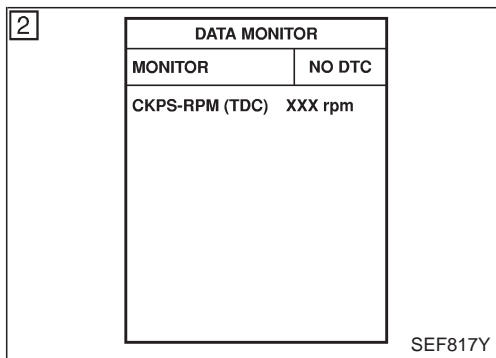 2
DATA MONITOR
MONITOR NO DTC
CKPS-RPM (TDC) XXX rpm
SEF817Y